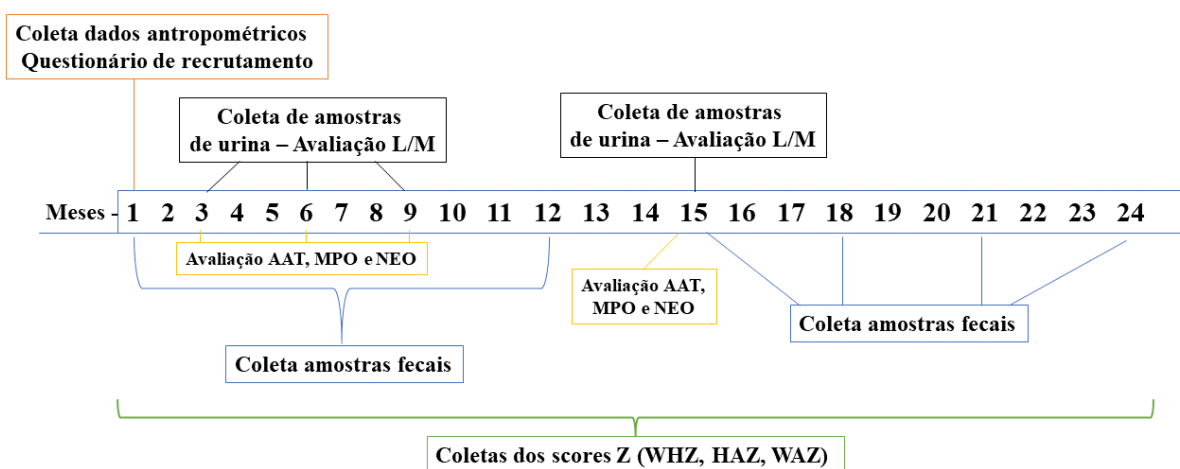 Coleta dados antropométricos
Questionário de recrutamento
Coleta de amostras
de urina – Avaliação L/M
Coleta de amostras
de urina – Avaliação L/M
Meses - 1 2 3 4 5 6 7 8 9 10 11 12 13 14 15 16 17 18 19 20 21 22 23 24
Avaliação AAT, MPO e NEO
Avaliação AAT,
MPO e NEO
Coleta amostras fecais
Coleta amostras fecais
Coletas dos scores Z (WHZ, HAZ, WAZ)